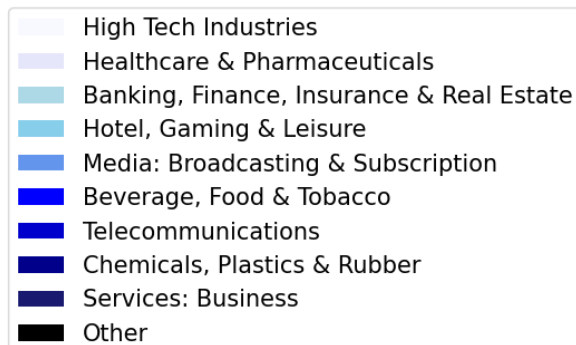 High Tech Industries
Healthcare & Pharmaceuticals
Banking, Finance, Insurance & Real Estate
Hotel, Gaming & Leisure
Media: Broadcasting & Subscription
Beverage, Food & Tobacco
Telecommunications
Chemicals, Plastics & Rubber
Services: Business
Other